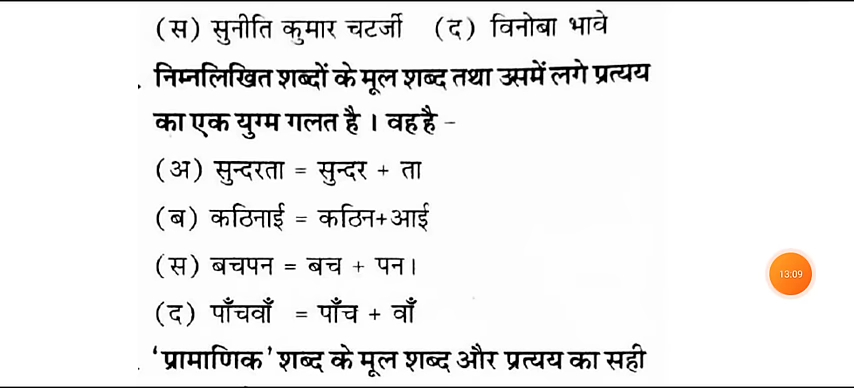 (स) सुनीति कुमार चटर्जी (द) विनोबा भावे
निम्नलिखित शब्दों के मूल शब्द तथा उसमें लगे प्रत्यय
का एक युग्म गलत है । वह है -
(अ) सुन्दरता = सुन्दर + ता
(ब) कठिनाई = कठिन+आई
(स) बचपन = बच + पन।
13:09
(द) पाँचवाँ = पाँच + वाँ
'प्रामाणिक' शब्द के मूल शब्द और प्रत्यय का सही